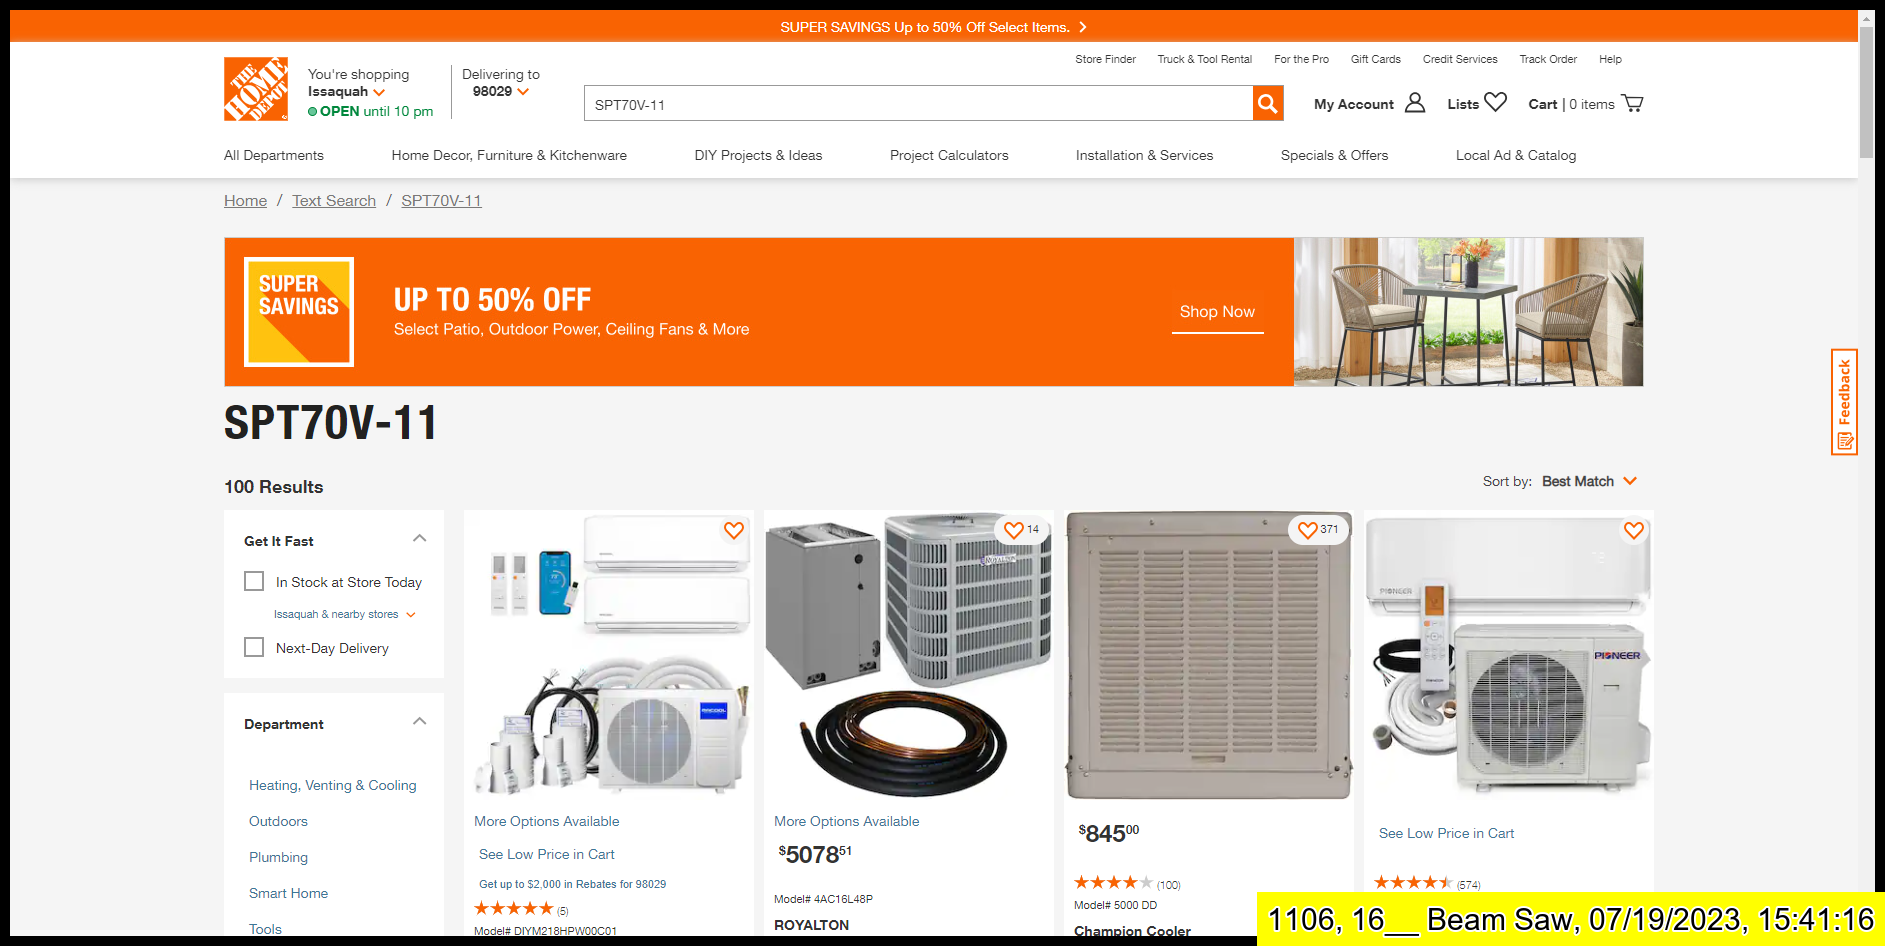 SUPER SAVINGS Up to 50% Off Select Items.
Store Finder Truck & Tool Rental For the Pro Gift Cards Credit Services Track Order Help
THE HOME DEPOT
You're shopping
Issaquah
OPEN until 10 pm
Delivering to
98029
SPT70V-11
My Account
Lists
Cart | 0 items
All Departments Home Decor, Furniture & Kitchenware DIY Projects & Ideas Project Calculators Installation & Services Specials & Offers Local Ad & Catalog
Home / Text Search / SPT70V-11
SUPER
SAVINGS
UP TO 50% OFF
Select Patio, Outdoor Power, Ceiling Fans & More
Shop Now
Feedback
SPT70V-11
100 Results
Sort by: Best Match
Get It Fast
In Stock at Store Today
Issaquah & nearby stores
Next-Day Delivery
Department
Heating, Venting & Cooling
Outdoors
Plumbing
Smart Home
Tools
MRCOOL
More Options Available
See Low Price in Cart
Get up to $2,000 in Rebates for 98029
(5)
Model# DIYM218HPW00C01
14
ROYALTON
More Options Available
$507851
Model# 4AC16L48P
ROYALTON
371
$84500
(100)
Model# 5000 DD
Champion Cooler
PIONEER
PIONEER
See Low Price in Cart
(574)
1106, 16__ Beam Saw, 07/19/2023, 15:41:16